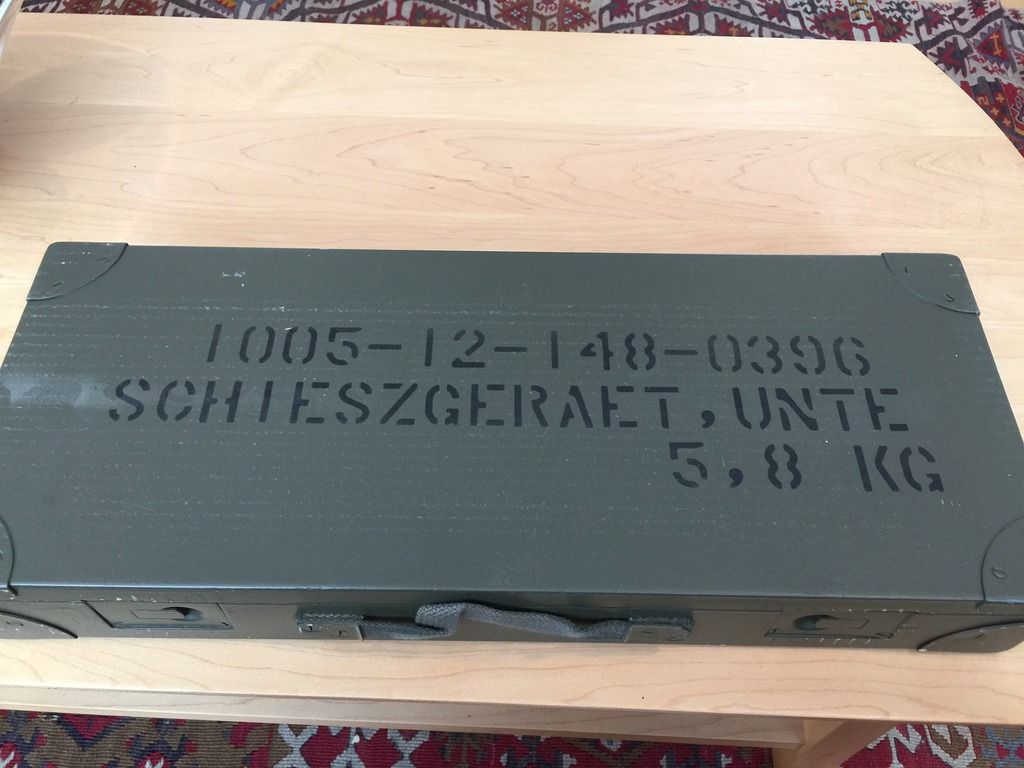 1005-12-148-0396
SCHIESZGERAET,UNTE
5,8 KG